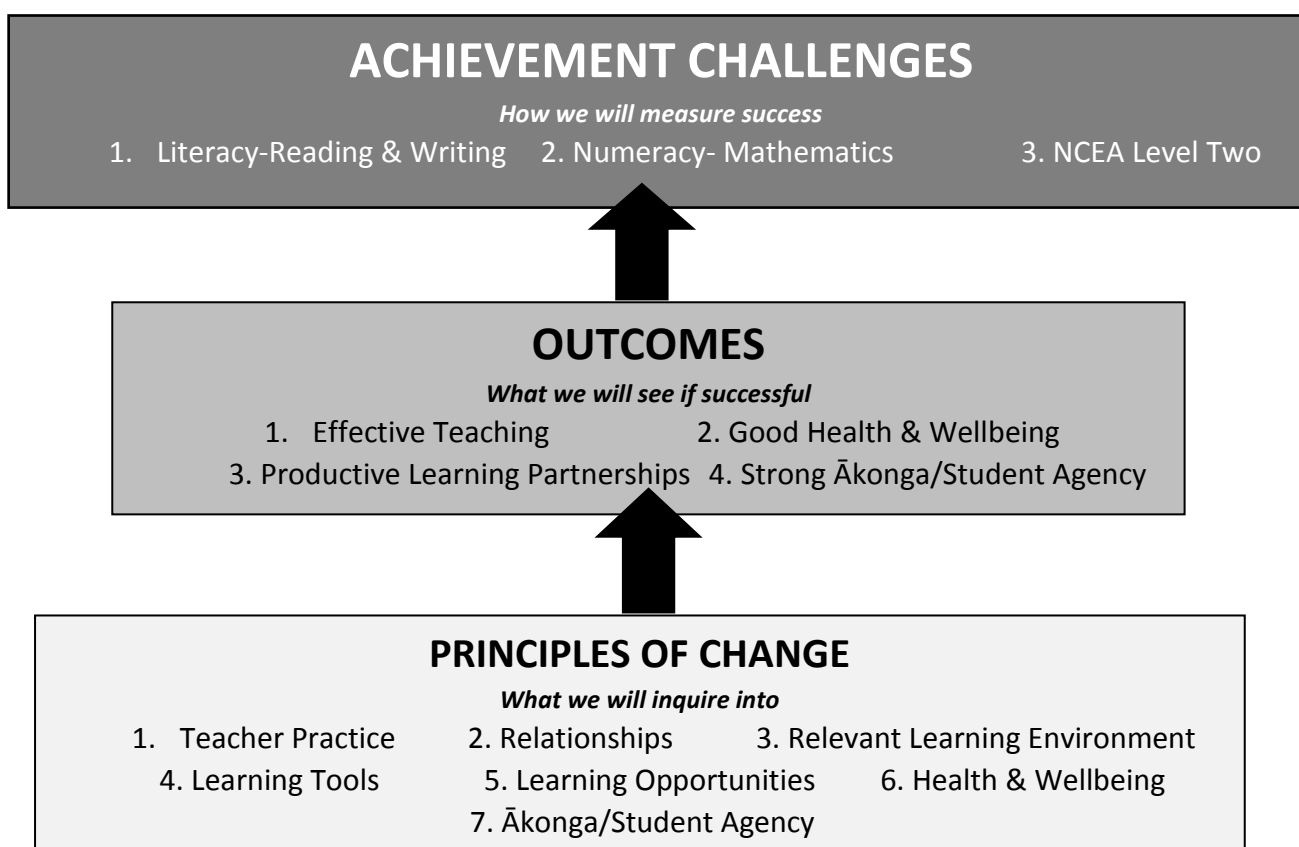 ACHIEVEMENT CHALLENGES
How we will measure success
1. Literacy-Reading & Writing 2. Numeracy- Mathematics 3. NCEA Level Two
OUTCOMES
What we will see if successful
1. Effective Teaching 2. Good Health & Wellbeing
3. Productive Learning Partnerships 4. Strong Ākonga/Student Agency
PRINCIPLES OF CHANGE
What we will inquire into
1. Teacher Practice 2. Relationships 3. Relevant Learning Environment
4. Learning Tools 5. Learning Opportunities 6. Health & Wellbeing
7. Ākonga/Student Agency